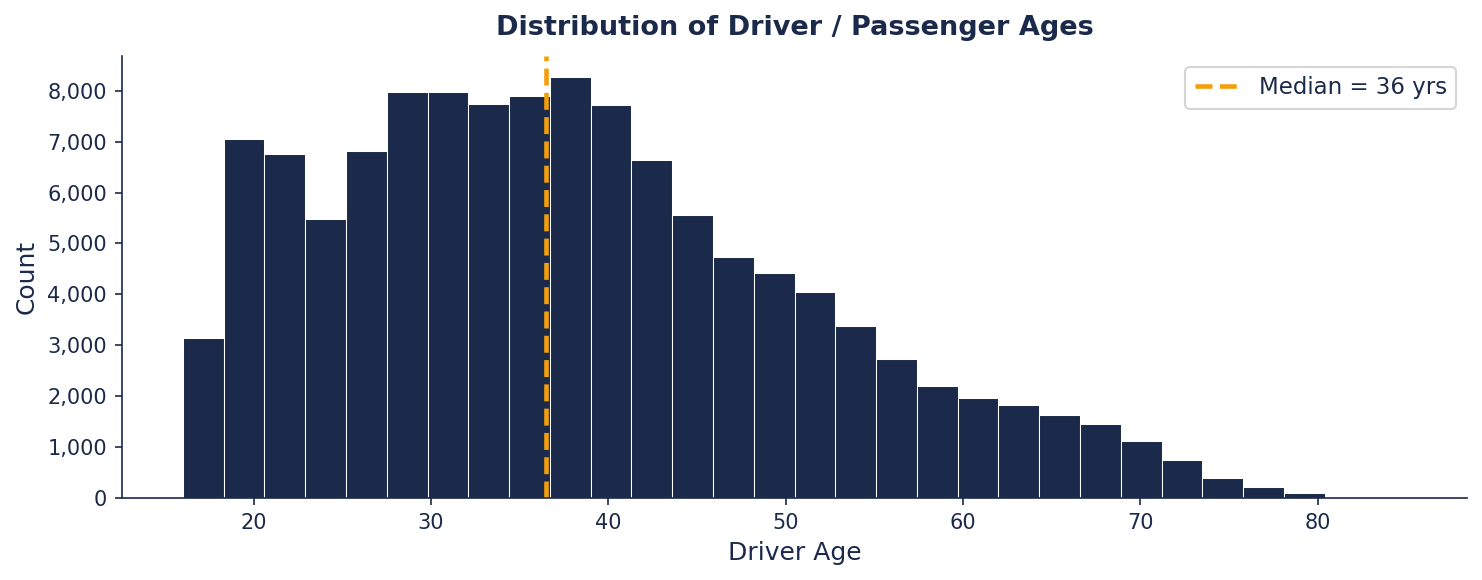 Distribution of Driver / Passenger Ages
Median = 36 yrs
8,000
7,000
6,000
5,000
4,000
3,000
2,000
1,000
0
Count
20 30 40 50 60 70 80
Driver Age